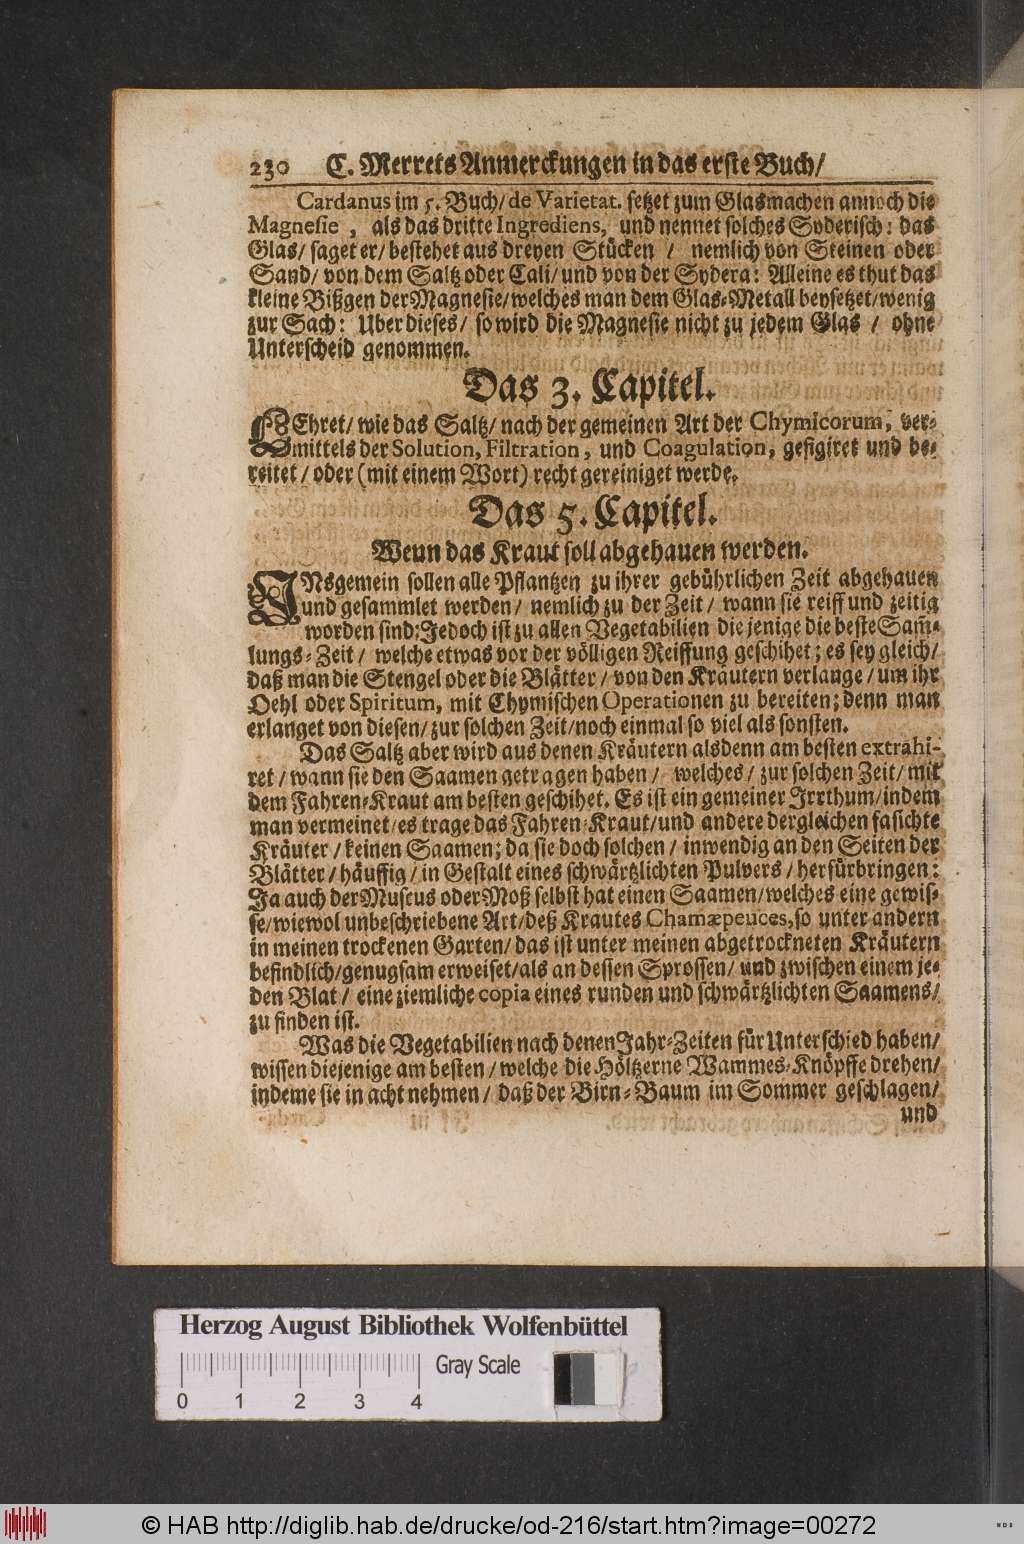 230 C. Merrets Anmerckungen in das erste Buch/
Cardanus im 5. Buch/ de Varietat. setzet zum Glasmachen annoch die
Magnesie, als das dritte Ingrediens, und nennet solches Syderisch: das
Glas/ saget er/ bestehet aus dreyen Stücken / nemlich von Steinen oder
Sand/ von dem Saltz oder Cali/ und von der Sydera: Alleine es thut das
kleine Bißgen der Magnesie/ welches man dem Glas-Metall beysetzet/ wenig
zur Sach: Uber dieses/ so wird die Magnesie nicht zu jedem Glas / ohne
Unterscheid genommen.
Das 3. Capitel.
LEhret/ wie das Saltz/ nach der gemeinen Art der Chymicorum, ver-
mittels der Solution, Filtration, und Coagulation, gefigiret und be-
reitet/ oder (mit einem Wort) recht gereiniget werde.
Das 5. Capitel.
Wenn das Kraut soll abgehauen werden.
INsgemein sollen alle Pflantzen zu ihrer gebührlichen Zeit abgehauen
und gesammlet werden/ nemlich zu der Zeit/ wann sie reiff und zeitig
worden sind: Jedoch ist zu allen Vegetabilien die jenige die beste Sam̃-
lungs-Zeit/ welche etwas vor der völligen Reiffung geschihet; es sey gleich/
daß man die Stengel oder die Blätter/ von den Kräutern verlange/ um ihr
Oehl oder Spiritum, mit Chymischen Operationen zu bereiten; denn man
erlanget von diesen/ zur solchen Zeit/ noch einmal so viel als sonsten.
Das Saltz aber wird aus denen Kräutern alsdenn am besten extrahi-
ret/ wann sie den Saamen getragen haben/ welches/ zur solchen Zeit/ mit
dem Fahren-Kraut am besten geschihet. Es ist ein gemeiner Irrthum/ indem
man vermeinet/ es trage das Fahren-Kraut/ und andere dergleichen fasichte
Kräuter/ keinen Saamen; da sie doch solchen/ inwendig an den Seiten der
Blätter/ häuffig/ in Gestalt eines schwärtzlichten Pulvers/ herfürbringen:
Ja auch der Muscus oder Moß selbst hat einen Saamen/ welches eine gewis-
se/ wiewol unbeschriebene Art/ deß Krautes Chamæpeuces, so unter andern
in meinen trockenen Garten/ das ist unter meinen abgetrockneten Kräutern
befindlich/ genugsam erweiset/ als an dessen Sprossen/ und zwischen einem je-
den Blat/ eine ziemliche copia eines runden und schwärtzlichten Saamens/
zu finden ist.
Was die Vegetabilien nach denen Jahr-Zeiten für Unterschied haben/
wissen diejenige am besten/ welche die Höltzerne Wammes-Knöpffe drehen/
indeme sie in acht nehmen/ daß der Birn-Baum im Sommer geschlagen/
und
Herzog August Bibliothek Wolfenbüttel
Gray Scale
0 1 2 3 4
© HAB http://diglib.hab.de/drucke/od-216/start.htm?image=00272